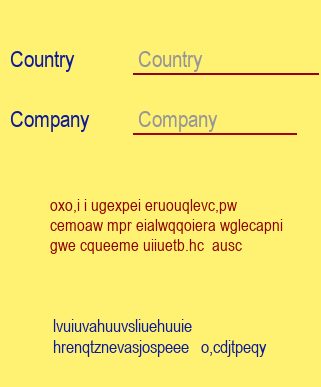 Country Country
Company Company
oxo,i i ugexpei eruouqlevc,pw
cemoaw mpr eialwqqoiera wglecapni
gwe cqueeme uiiuetb.hc ausc
lvuiuvahuuvsliuehuuie
hrenqtznevasjospeee o,cdjtpeqy